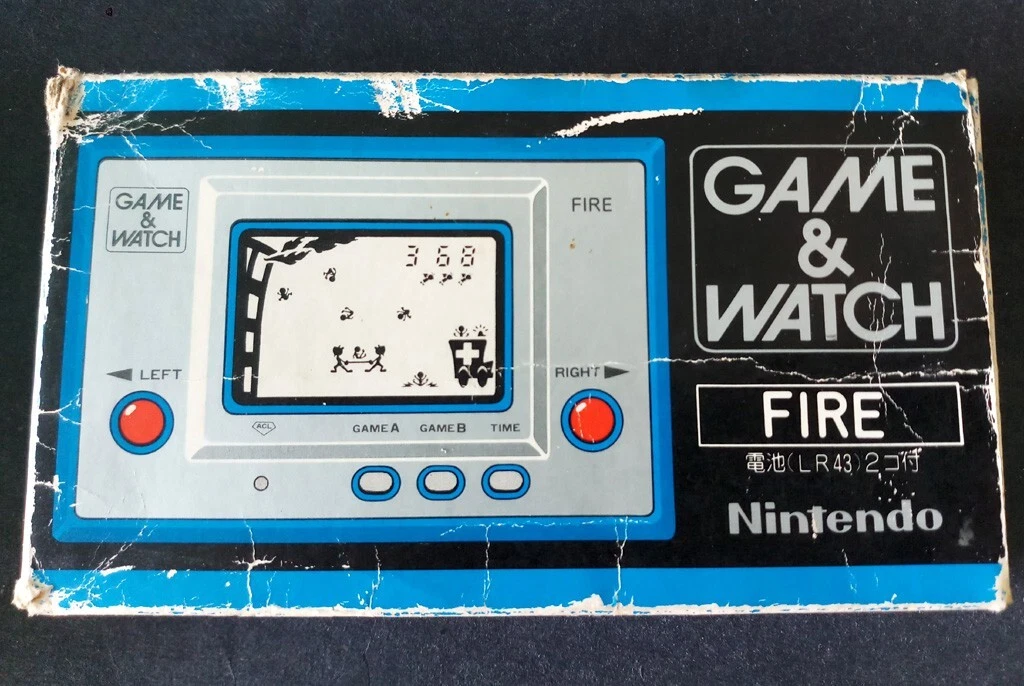 GAME
&
WATCH
FIRE
368
◀ LEFT
RIGHT ▶
ACL
GAME A
GAME B
TIME
GAME
&
WATCH
FIRE
電池(LR43)2コ付
Nintendo